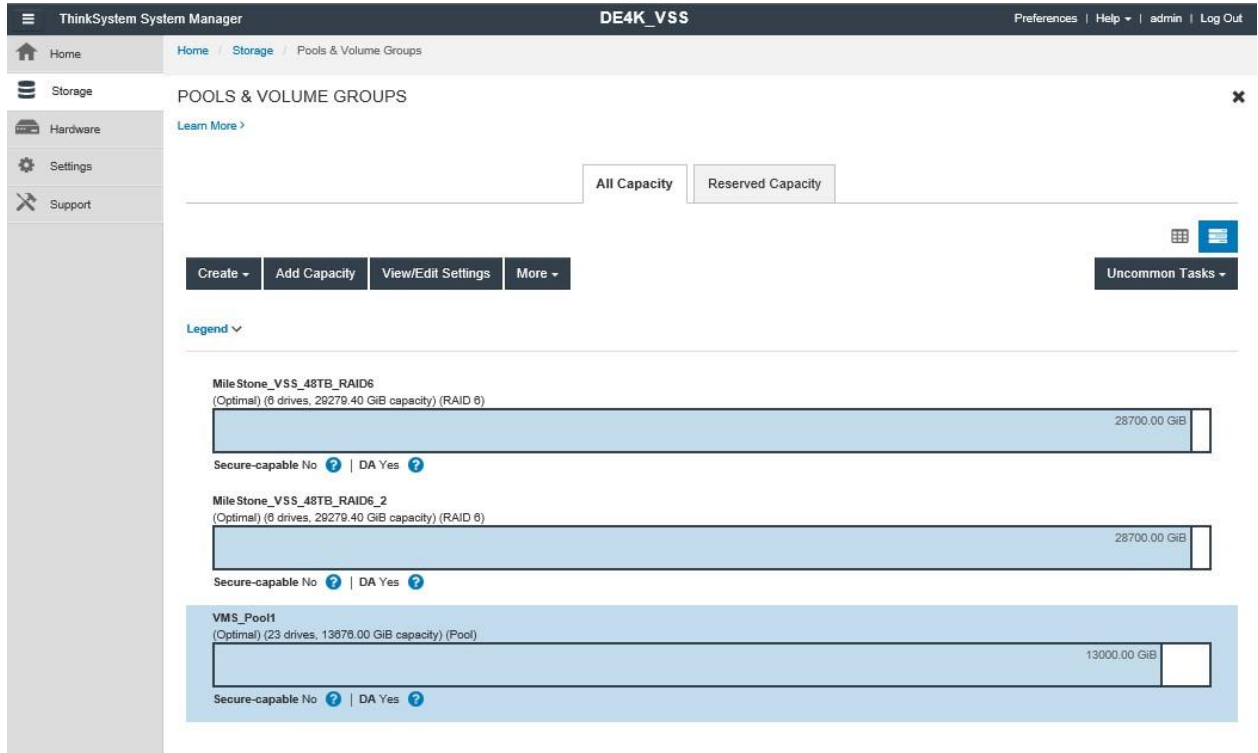 ThinkSystem System Manager
DE4K_VSS
Preferences | Help | admin | Log Out
Home
Home / Storage / Pools & Volume Groups
Storage
POOLS & VOLUME GROUPS
Hardware
Learn More >
Settings
All Capacity
Reserved Capacity
Support
Create
Add Capacity
View/Edit Settings
More
Uncommon Tasks
Legend
MileStone_VSS_48TB_RAID6
(Optimal) (6 drives, 29279.40 GiB capacity) (RAID 6)
28700.00 GiB
Secure-capable No ? | DA Yes ?
MileStone_VSS_48TB_RAID6_2
(Optimal) (6 drives, 29279.40 GiB capacity) (RAID 6)
28700.00 GiB
Secure-capable No ? | DA Yes ?
VMS_Pool1
(Optimal) (23 drives, 13676.00 GiB capacity) (Pool)
13000.00 GiB
Secure-capable No ? | DA Yes ?